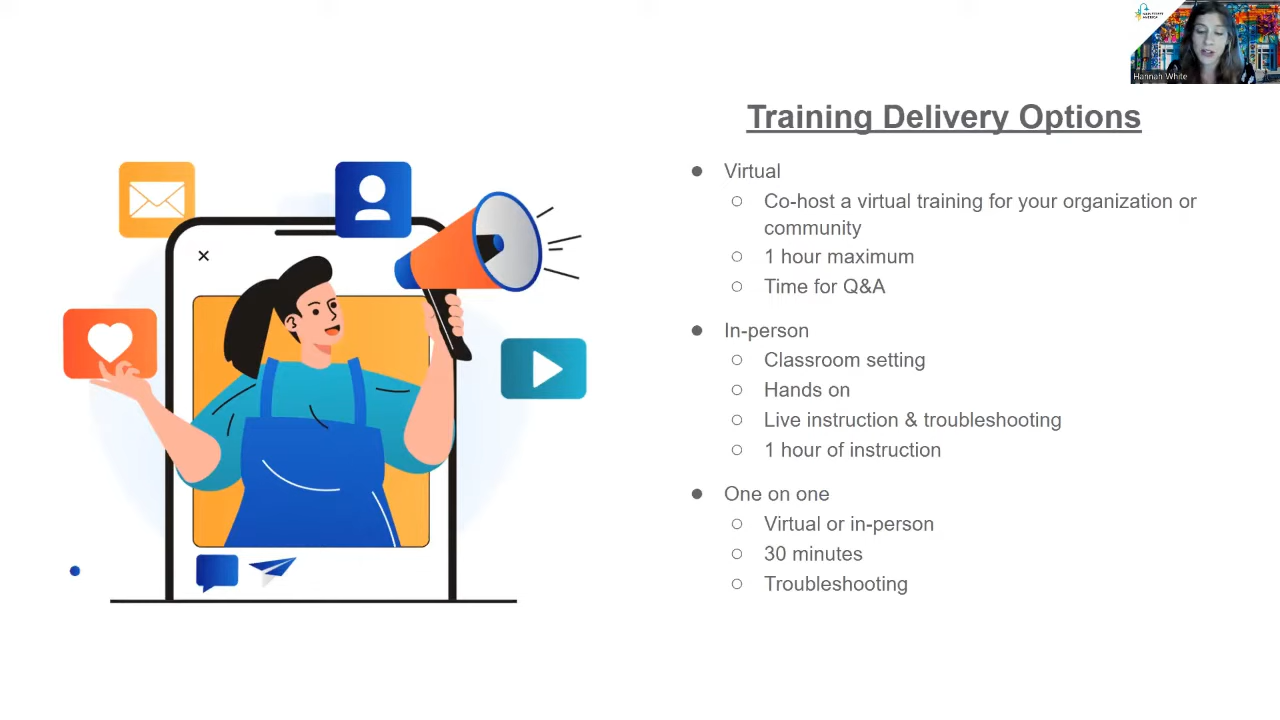 Hannah White
Training Delivery Options
● Virtual
○ Co-host a virtual training for your organization or
community
○ 1 hour maximum
○ Time for Q&A
● In-person
○ Classroom setting
○ Hands on
○ Live instruction & troubleshooting
○ 1 hour of instruction
● One on one
○ Virtual or in-person
○ 30 minutes
○ Troubleshooting